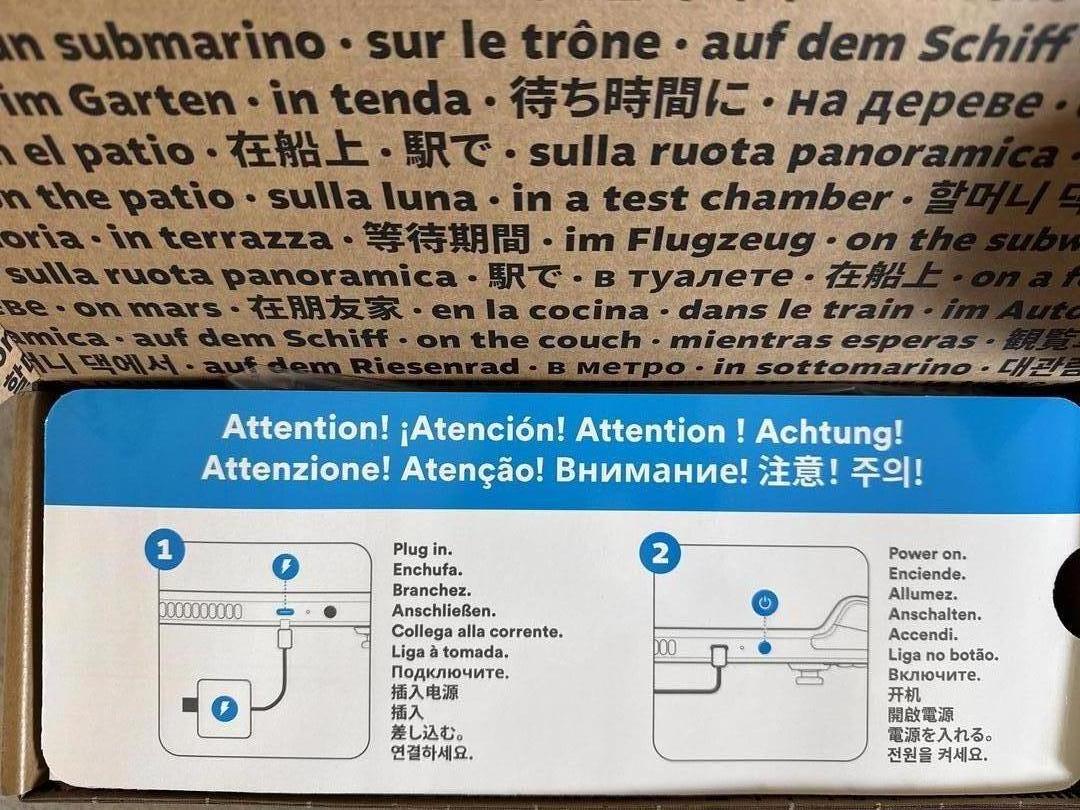 submarino · sur le trône · auf dem Schiff
im Garten · in tenda · 待ち時間に · на дереве ·
el patio · 在船上 · 駅で · sulla ruota panoramica ·
the patio · sulla luna · in a test chamber · 할머니
in terrazza · 等待期間 · im Flugzeug · on the
sulla ruota panoramica · 駅で · в туалете · 在船上 · on a
on mars · 在朋友家 · en la cocina · dans le train · im
auf dem Schiff · on the couch · mientras esperas ·
댁에서 · auf dem Riesenrad · в метро · in sottomarino ·
Attention! ¡Atención! Attention ! Achtung!
Attenzione! Atenção! Внимание! 注意! 주의!
1
Plug in.
Enchufa.
Branchez.
Anschließen.
Collega alla corrente.
Liga à tomada.
Подключите.
插入电源
插入
差し込む。
연결하세요.
2
Power on.
Enciende.
Allumez.
Anschalten.
Accendi.
Liga no botão.
Включите.
开机
開啟電源
電源を入れる。
전원을 켜세요.